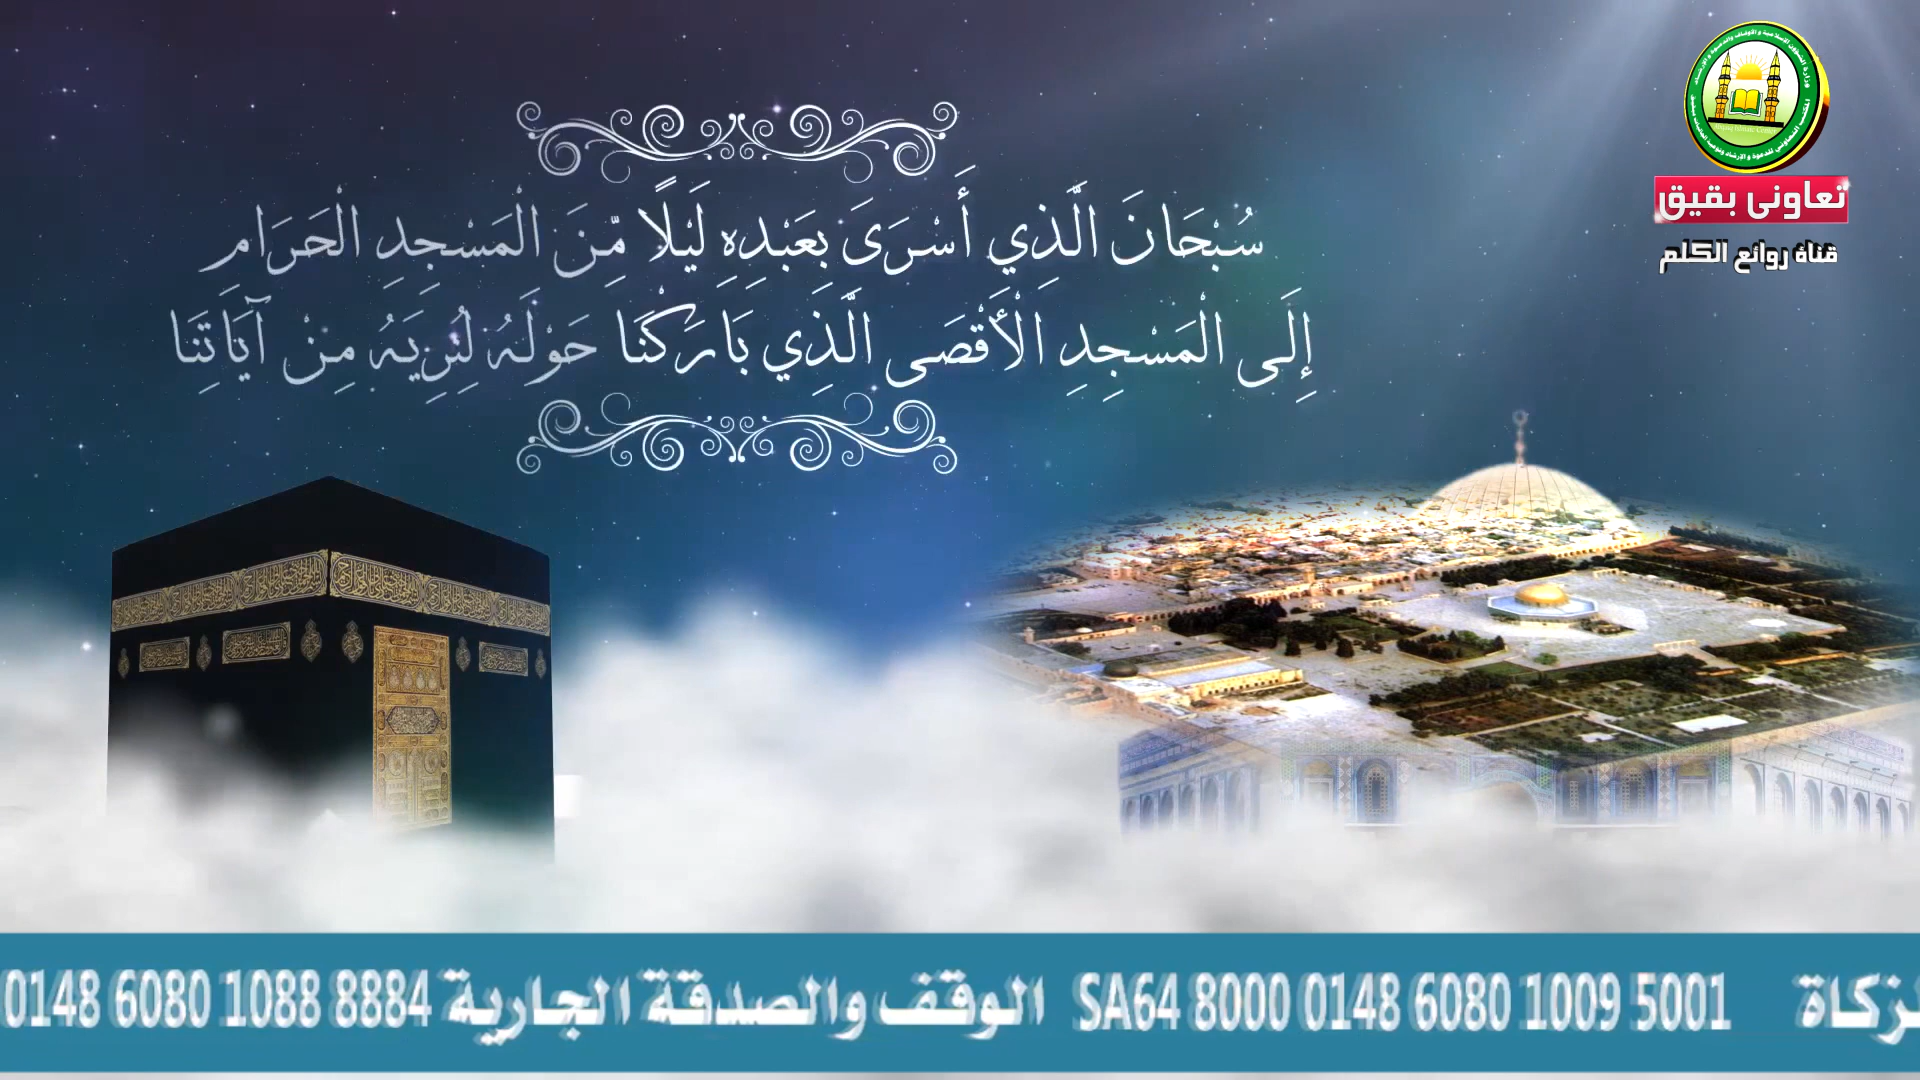 سُبْحَانَ الَّذِي أَسْرَىَ بِعَبْدِهِ لَيْلًا مِّنَ الْمَسْجِدِ الْحَرَامِ
إِلَى الْمَسْجِدِ الْأَقْصَى الَّذِي بَارَكْنَا حَوْلَهُ لِنُرِيَهُ مِنْ آيَاتِنَا
تعاونى بقيق
قناة روائع الكلم
لزكاة SA64 8000 0148 6080 1009 5001 الوقف والصدقة الجارية 0148 6080 1088 8884